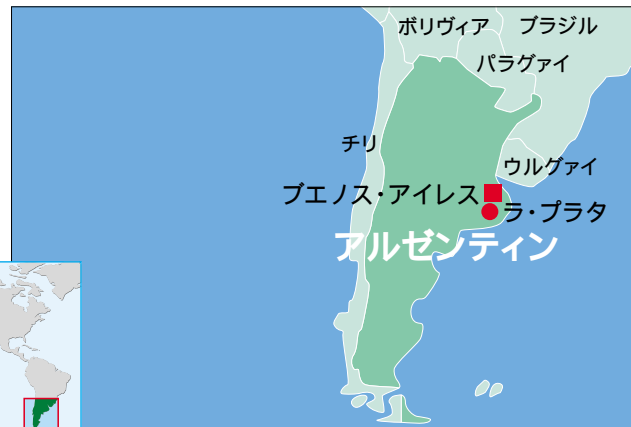 ボリヴィア
ブラジル
パラグァイ
チリ
ウルグァイ
ブエノス・アイレス
ラ・プラタ
アルゼンティン